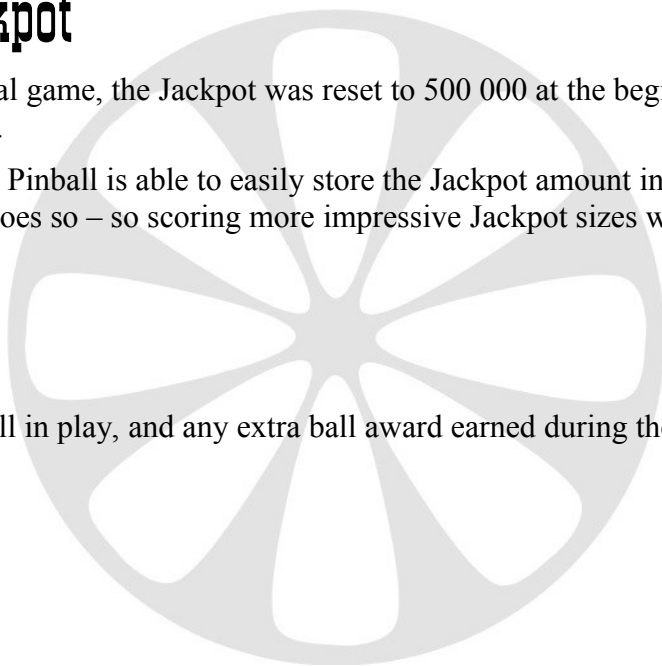 kpot
al game, the Jackpot was reset to 500 000 at the beg
.
Pinball is able to easily store the Jackpot amount in
oes so – so scoring more impressive Jackpot sizes w
ll in play, and any extra ball award earned during the